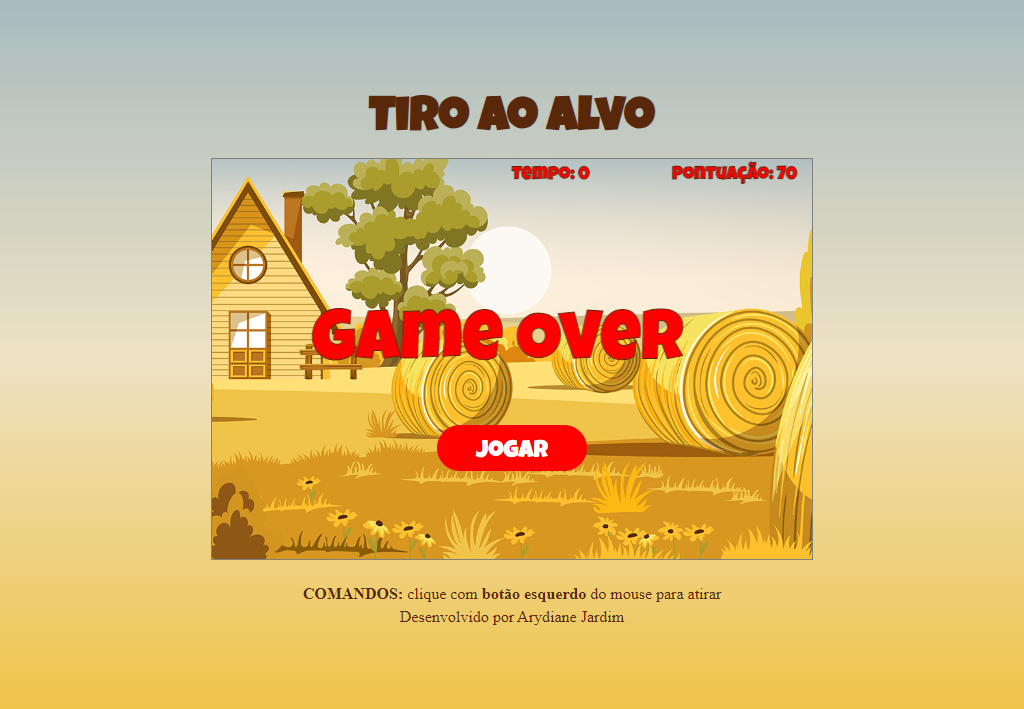 TIRO AO ALVO
Tempo: 0 Pontuação: 70
Game Over
JOGAR
COMANDOS: clique com botão esquerdo do mouse para atirar
Desenvolvido por Arydiane Jardim